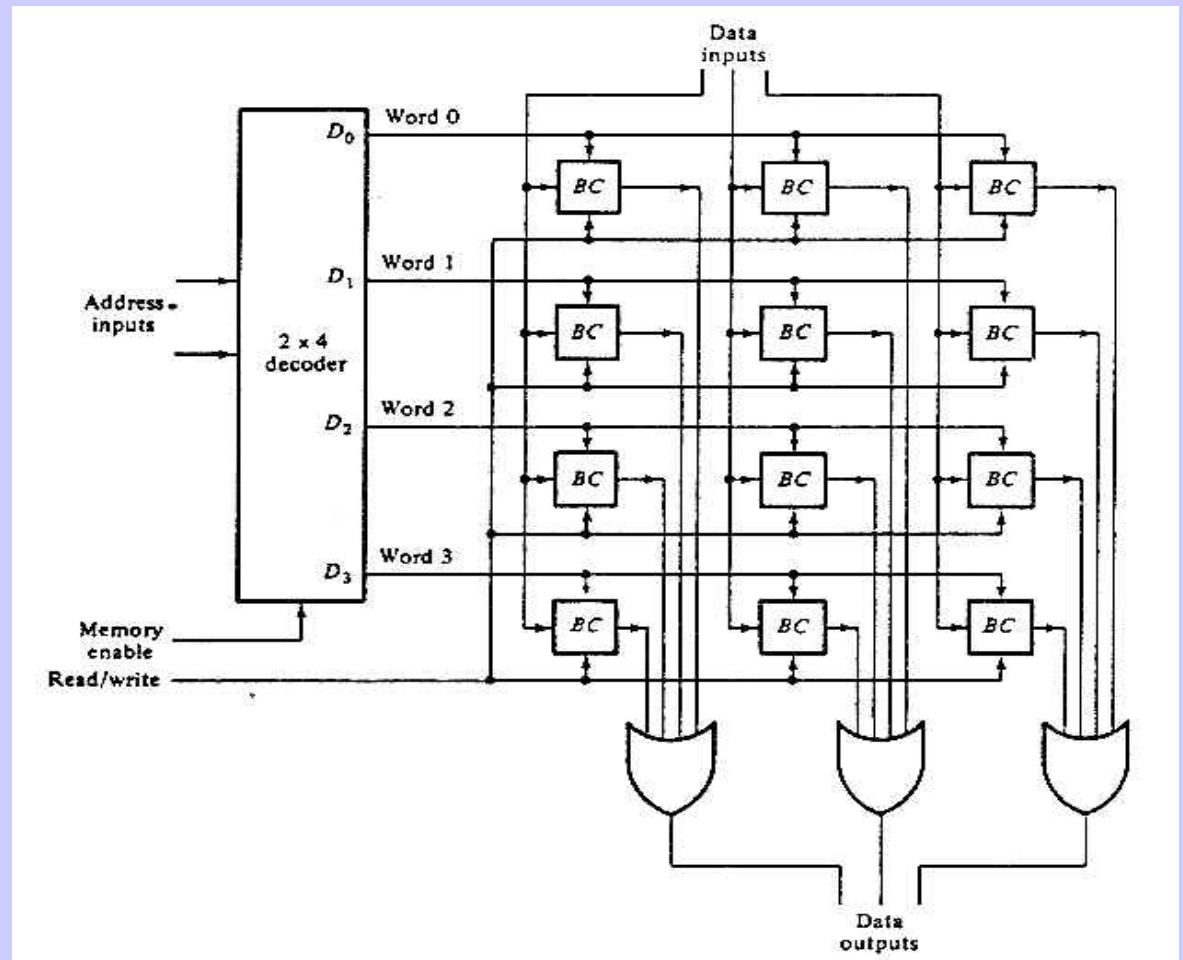 Data
inputs
Word 0
D0
BC BC BC
Word 1
D1
Address
inputs
2 x 4
decoder
BC BC BC
Word 2
D2
BC BC BC
Word 3
D3
BC BC BC
Memory
enable
Read/write
Data
outputs